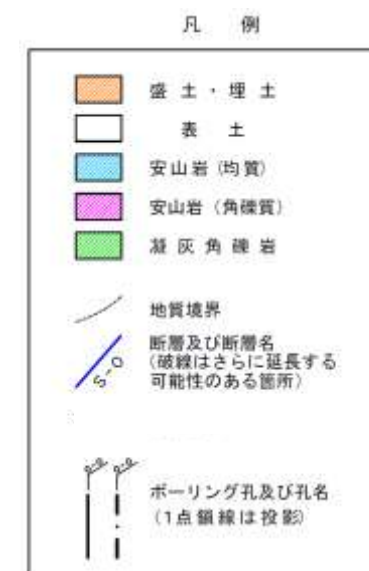 凡 例
盛土・埋土
表土
安山岩(均質)
安山岩(角礫質)
凝灰角礫岩
地質境界
断層及び断層名
(破線はさらに延長する
可能性のある箇所)
S-O
ボーリング孔及び孔名
(1点鎖線は投影)